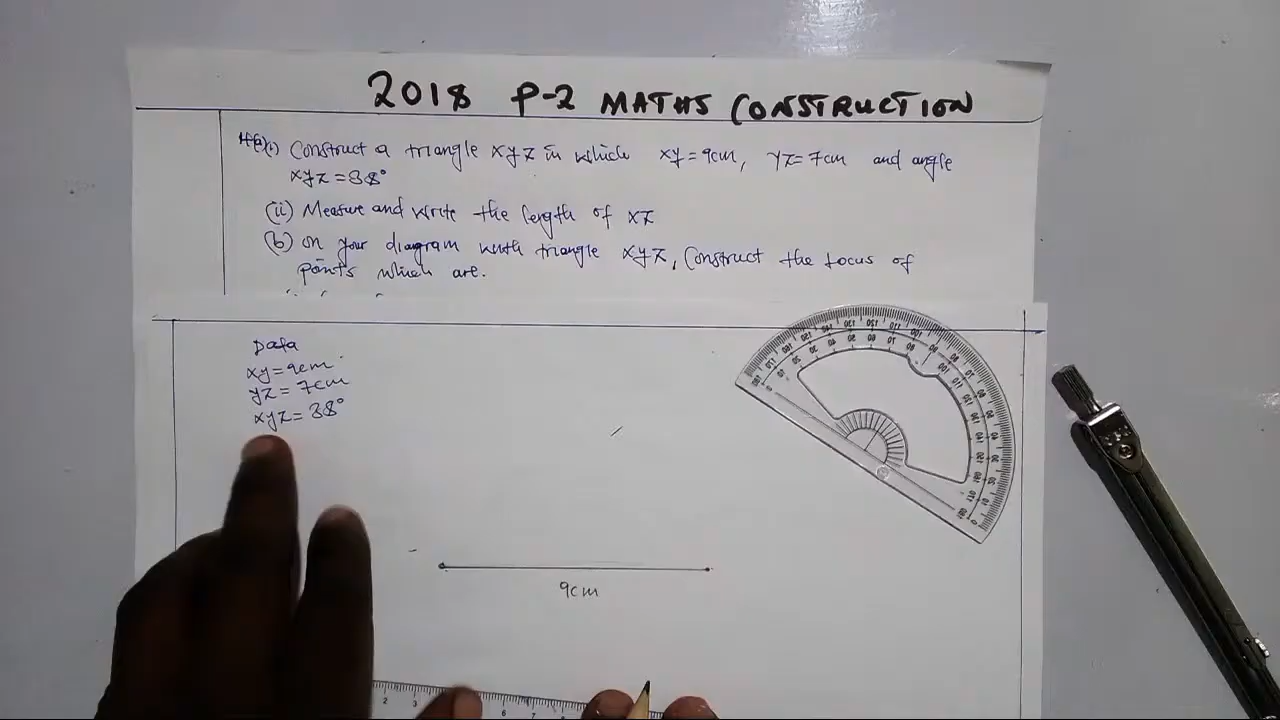 2018 P-2 MATHS CONSTRUCTION
(i) Construct a triangle XYZ in which XY = 9cm, YZ = 7cm and angle
XYZ = 38°
(ii) Measure and write the length of XZ
(b) on your diagram with triangle XYZ, Construct the locus of
points which are.
Data
XY = 9cm
YZ = 7cm
XYZ = 38°
9cm